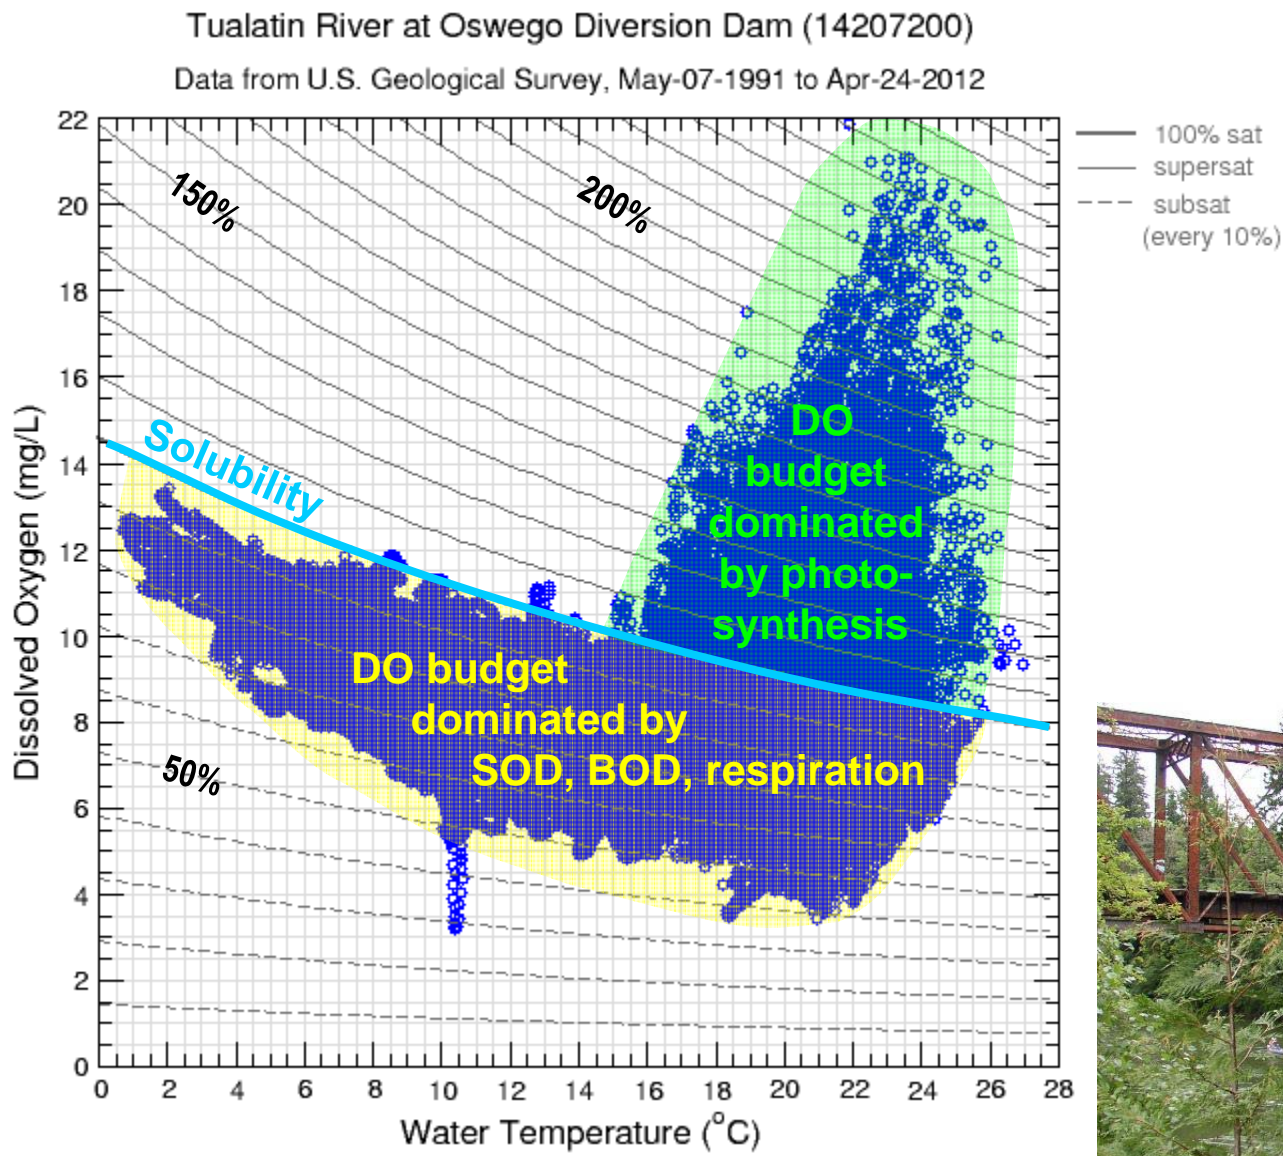 Tualatin River at Oswego Diversion Dam (14207200)
Data from U.S. Geological Survey, May-07-1991 to Apr-24-2012
22
20
18
16
14
12
10
8
6
4
2
0
Dissolved Oxygen (mg/L)
150%
200%
50%
Solubility
DO
budget
dominated
by photo-
synthesis
DO budget
dominated by
SOD, BOD, respiration
100% sat
supersat
subsat
(every 10%)
0 2 4 6 8 10 12 14 16 18 20 22 24 26 28
Water Temperature (°C)